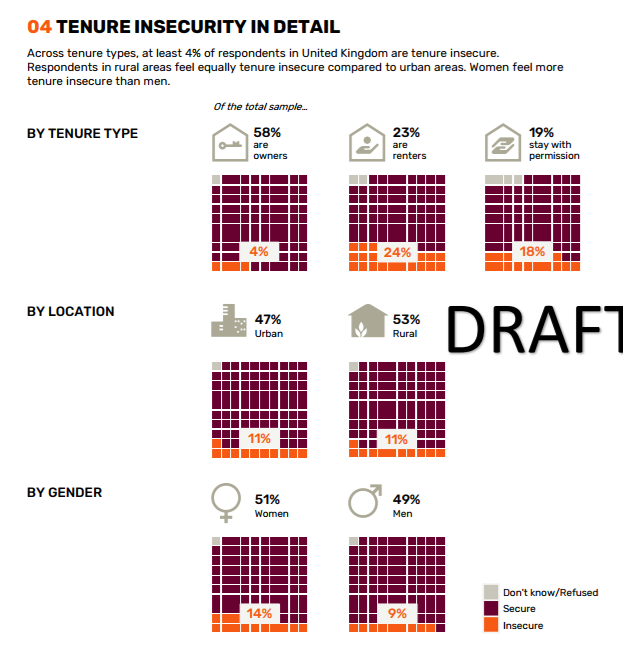 04 TENURE INSECURITY IN DETAIL
Across tenure types, at least 4% of respondents in United Kingdom are tenure insecure.
Respondents in rural areas feel equally tenure insecure compared to urban areas. Women feel more
tenure insecure than men.
Of the total sample...
BY TENURE TYPE
58%
are
owners
23%
are
renters
19%
stay with
permission
4%
24%
18%
BY LOCATION
47%
Urban
53%
Rural
DRAFT
11%
11%
BY GENDER
51%
Women
49%
Men
14%
9%
Don't know/Refused
Secure
Insecure